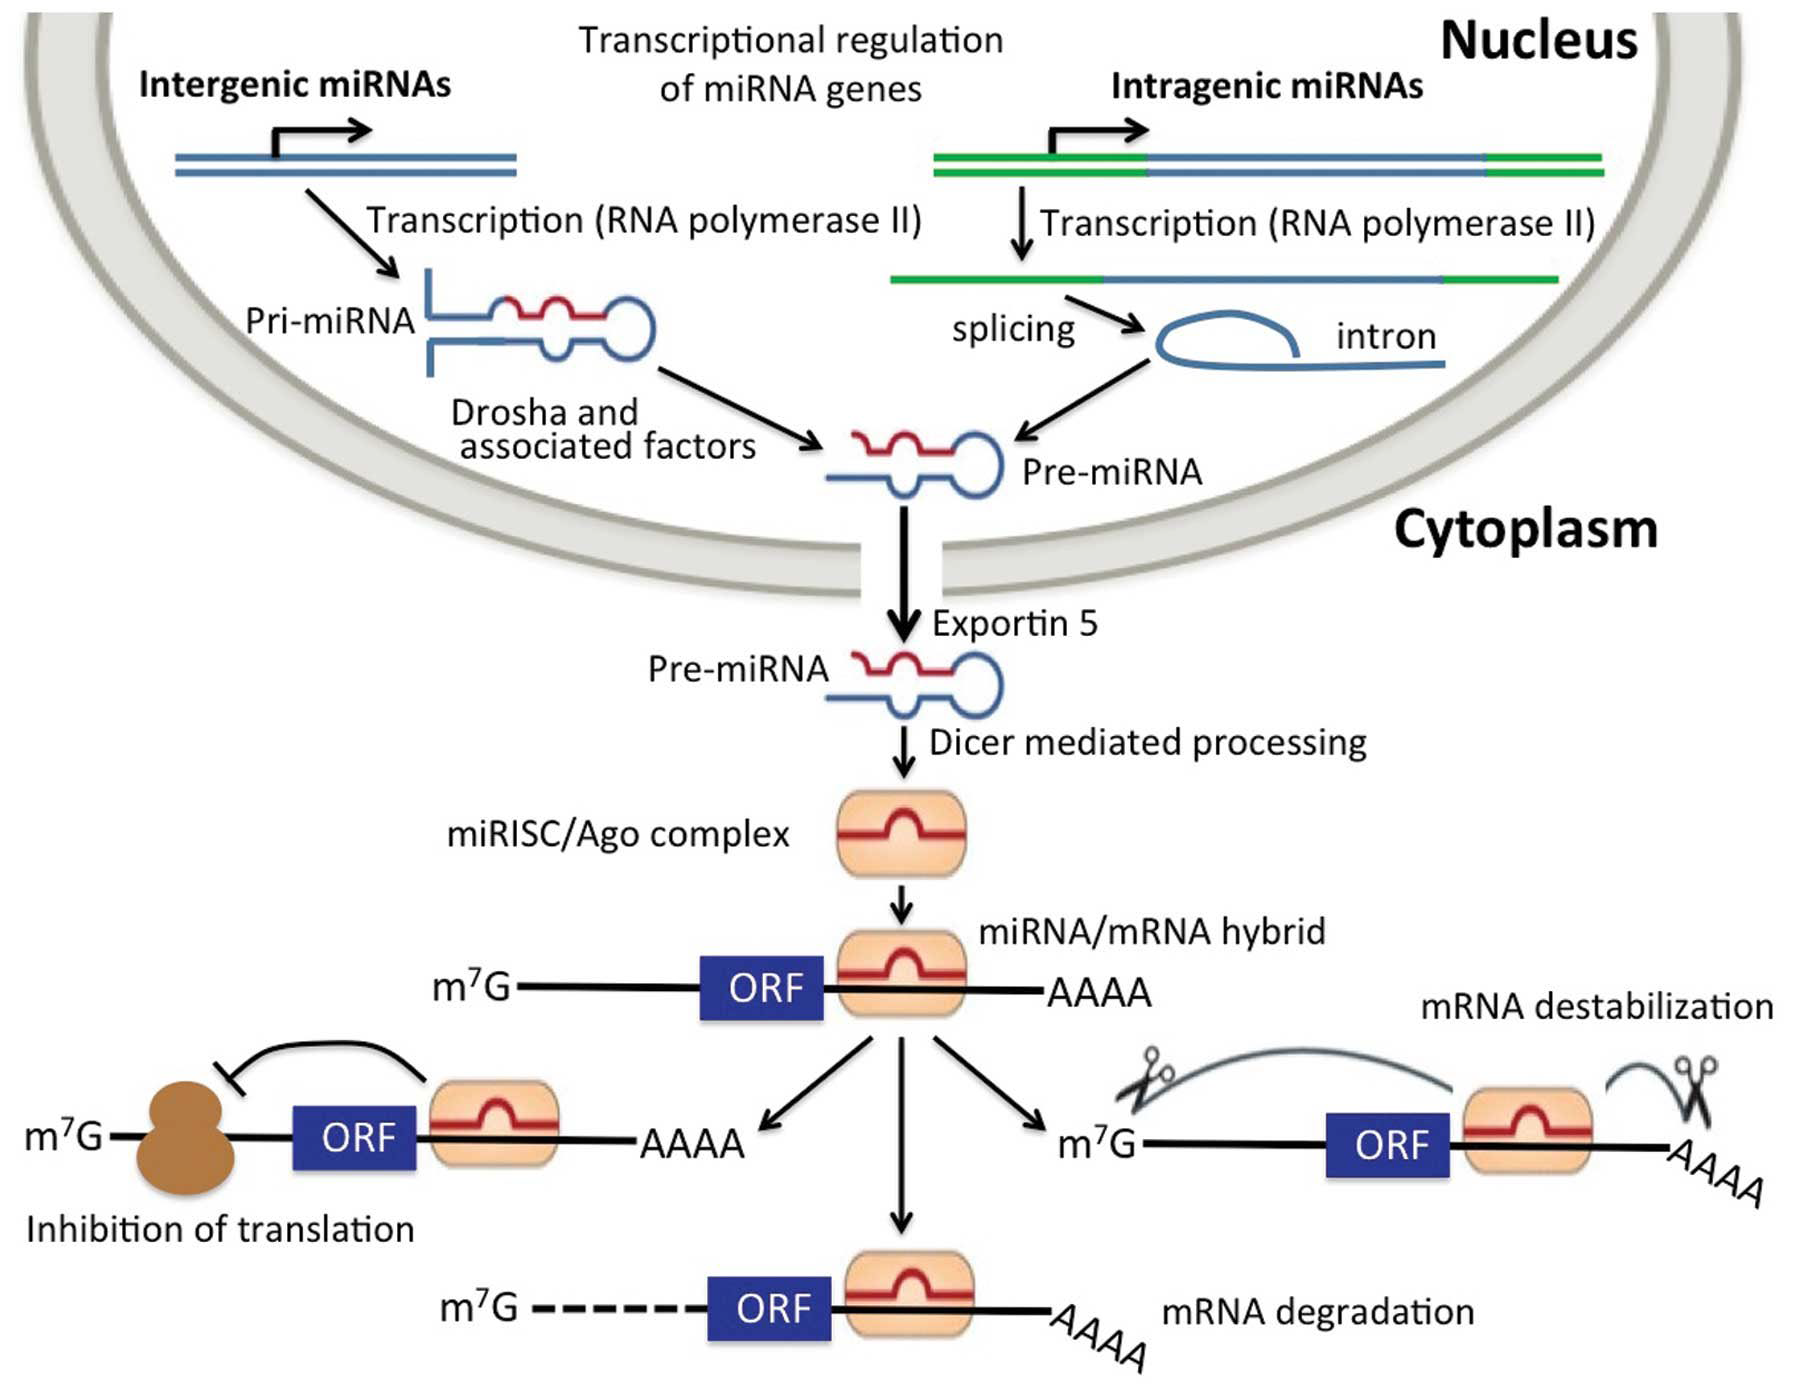 Transcriptional regulation
of miRNA genes
Nucleus
Intergenic miRNAs
Intragenic miRNAs
Transcription (RNA polymerase II)
Transcription (RNA polymerase II)
Pri-miRNA
splicing
intron
Drosha and
associated factors
Pre-miRNA
Cytoplasm
Exportin 5
Pre-miRNA
Dicer mediated processing
miRISC/Ago complex
miRNA/mRNA hybrid
m⁷G ORF AAAA
mRNA destabilization
m⁷G ORF AAAA
m⁷G ORF AAAA
Inhibition of translation
m⁷G ORF AAAA
mRNA degradation